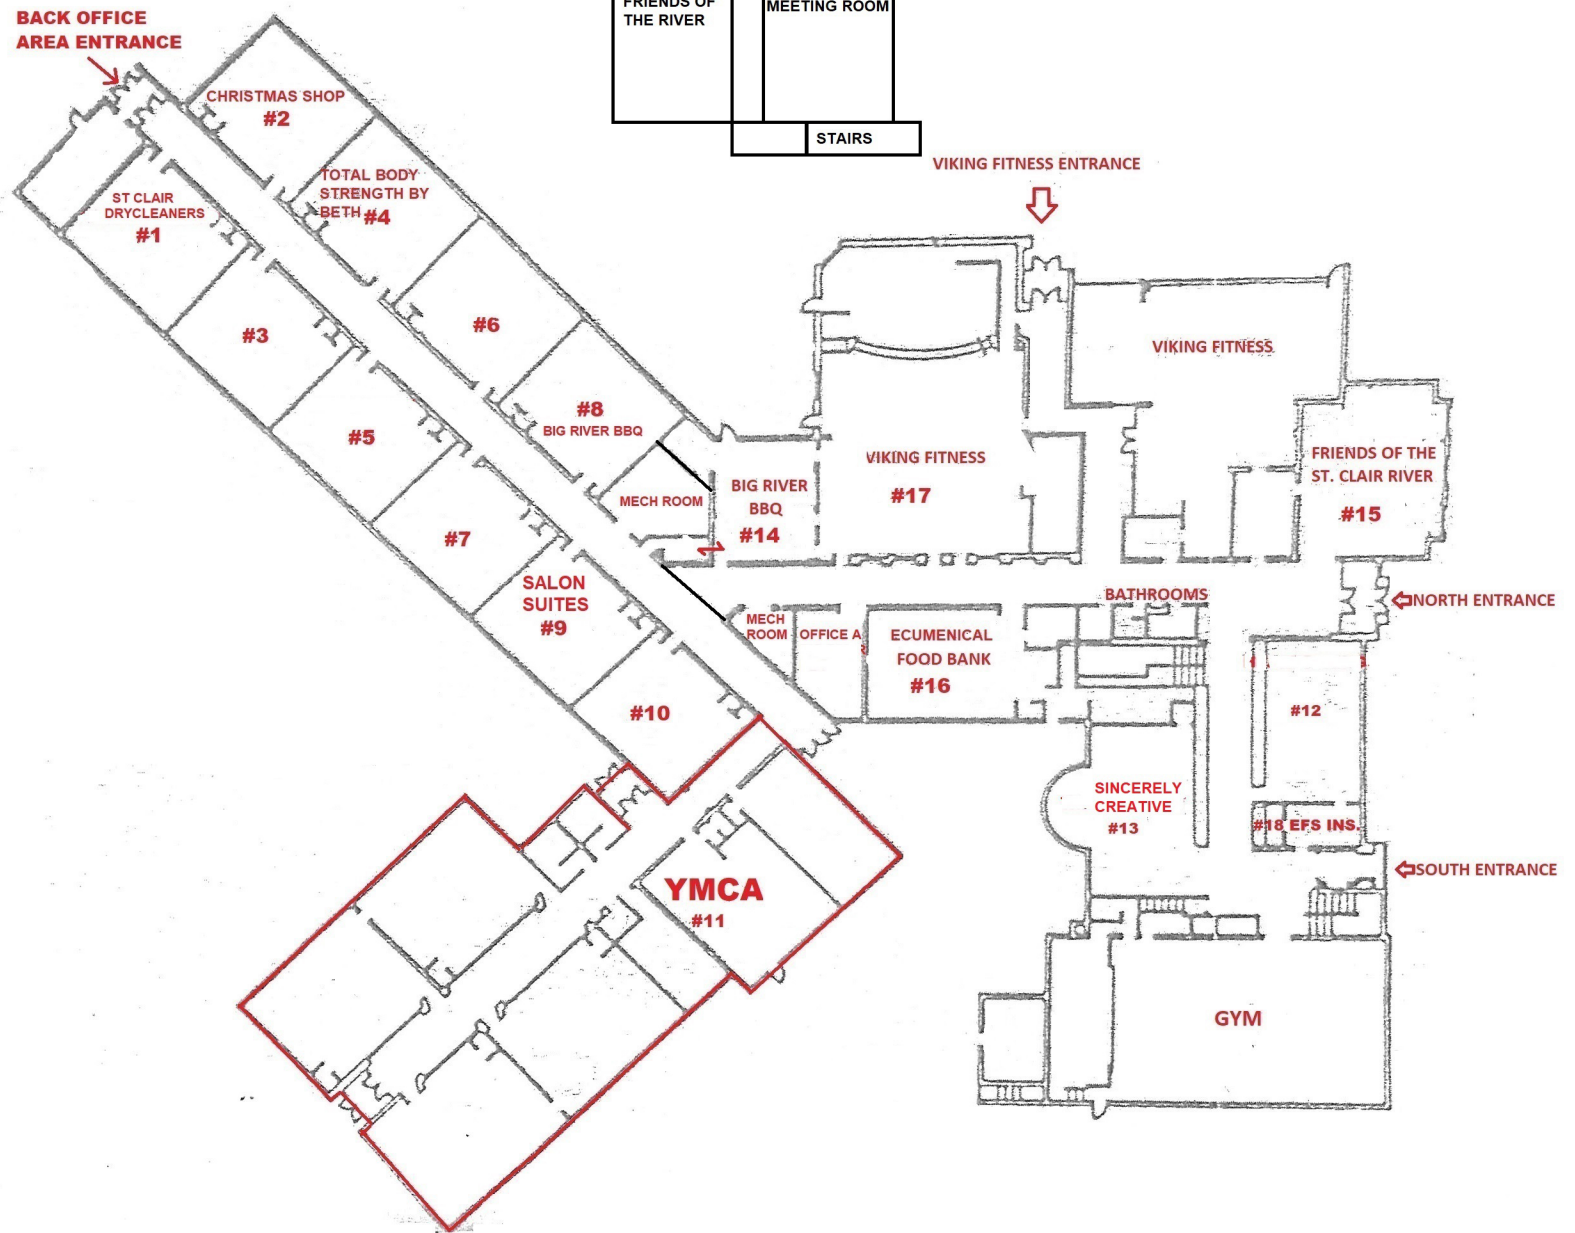 BACK OFFICE
AREA ENTRANCE
FRIENDS OF
THE RIVER
MEETING ROOM
STAIRS
CHRISTMAS SHOP
#2
VIKING FITNESS ENTRANCE
TOTAL BODY
STRENGTH BY
BETH #4
ST CLAIR
DRYCLEANERS
#1
#6
#3
VIKING FITNESS
#8
BIG RIVER BBQ
#5
VIKING FITNESS
#17
FRIENDS OF THE
ST. CLAIR RIVER
#15
MECH ROOM
BIG RIVER
BBQ
#14
#7
SALON
SUITES
#9
BATHROOMS
NORTH ENTRANCE
MECH
ROOM
OFFICE A
ECUMENICAL
FOOD BANK
#16
#10
#12
SINCERELY
CREATIVE
#13
#18 EFS INS.
SOUTH ENTRANCE
YMCA
#11
GYM